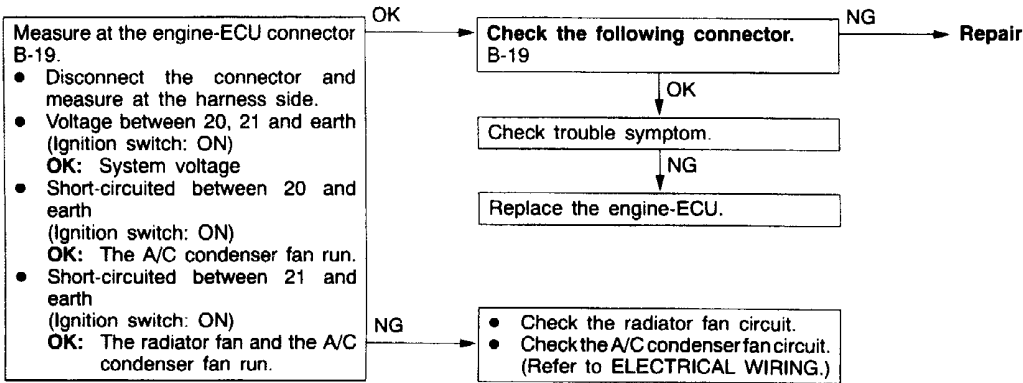 Measure at the engine-ECU connector
B-19.
● Disconnect the connector and
measure at the harness side.
● Voltage between 20, 21 and earth
(Ignition switch: ON)
OK: System voltage
● Short-circuited between 20 and
earth
(Ignition switch: ON)
OK: The A/C condenser fan run.
● Short-circuited between 21 and
earth
(Ignition switch: ON)
OK: The radiator fan and the A/C
condenser fan run.
OK
Check the following connector.
B-19
NG
Repair
OK
Check trouble symptom.
NG
Replace the engine-ECU.
NG
● Check the radiator fan circuit.
● Check the A/C condenser fan circuit.
(Refer to ELECTRICAL WIRING.)